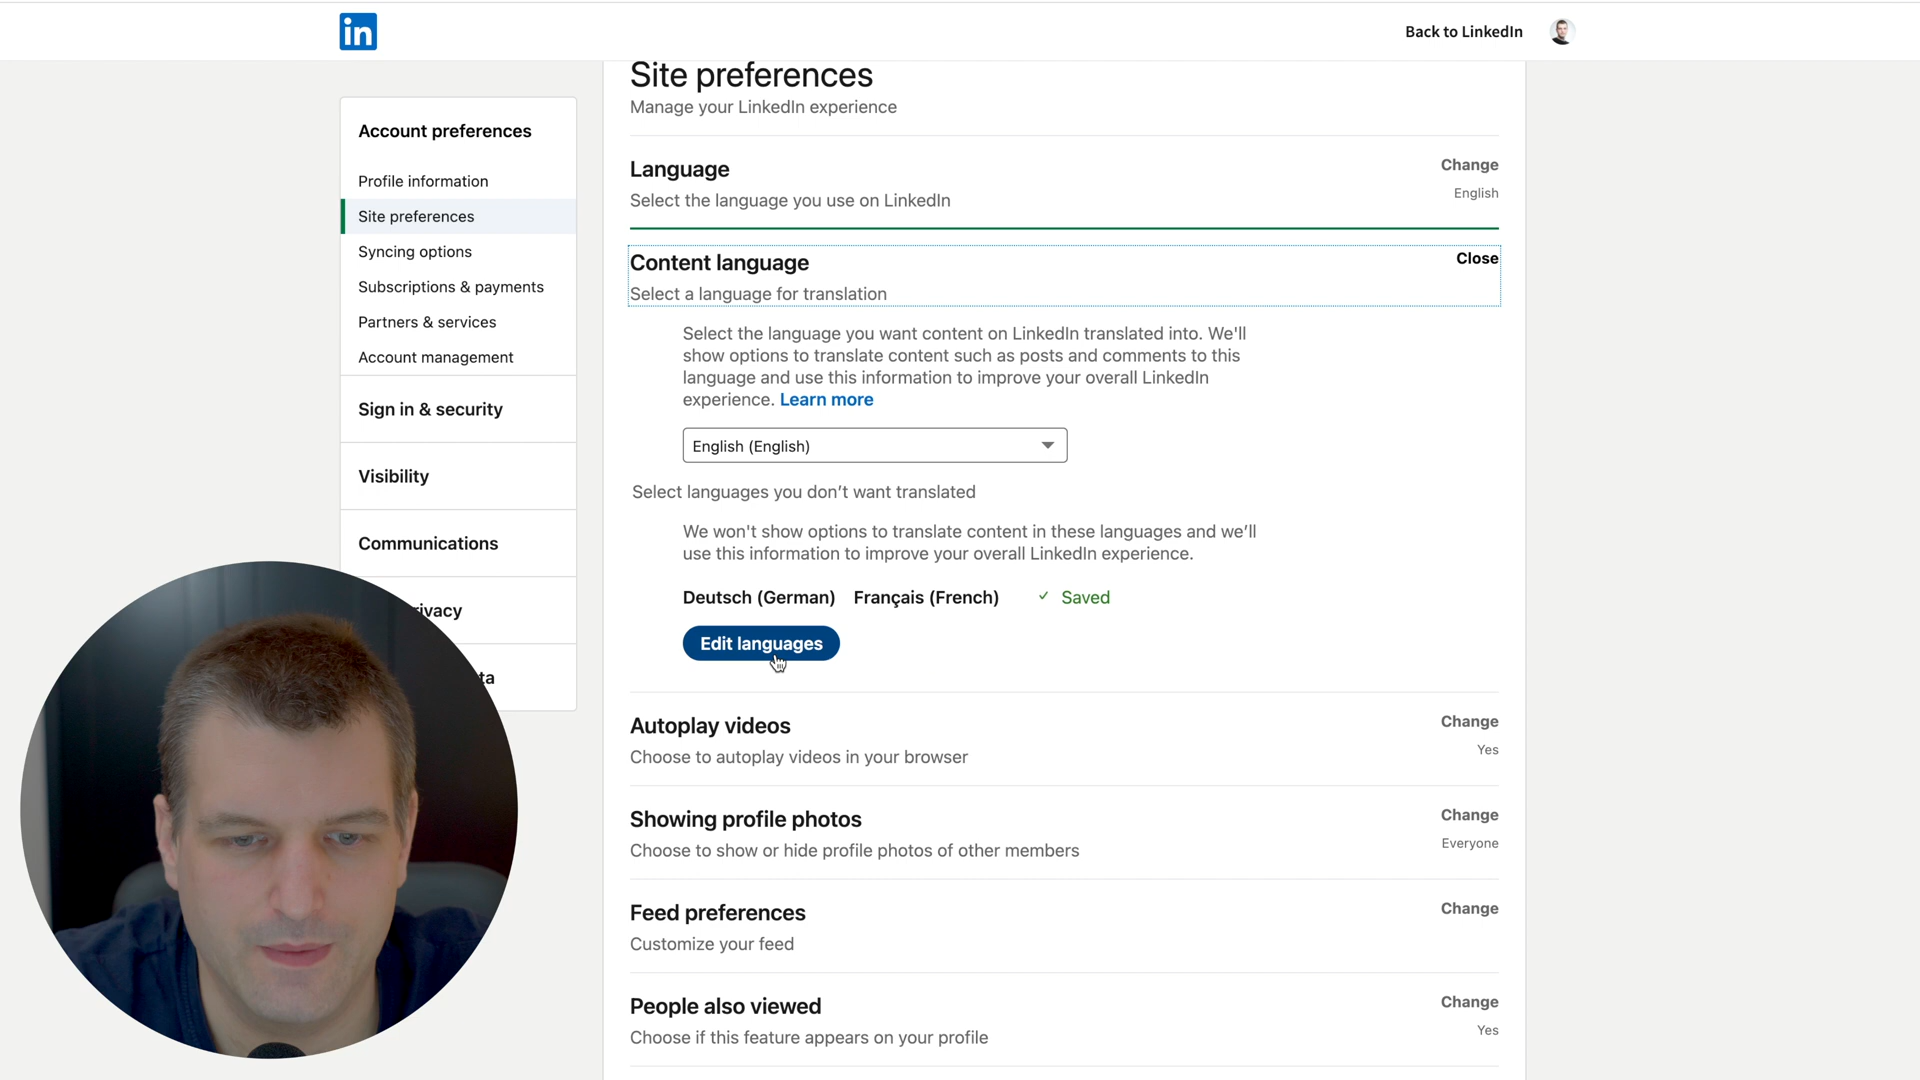 in
Back to LinkedIn
Account preferences
Profile information
Site preferences
Syncing options
Subscriptions & payments
Partners & services
Account management
Sign in & security
Visibility
Communications
Site preferences
Manage your LinkedIn experience
Language
Change
Select the language you use on LinkedIn
English
Content language
Close
Select a language for translation
Select the language you want content on LinkedIn translated into. We'll
show options to translate content such as posts and comments to this
language and use this information to improve your overall LinkedIn
experience. Learn more
English (English)
Select languages you don’t want translated
We won't show options to translate content in these languages and we’ll
use this information to improve your overall LinkedIn experience.
Deutsch (German) Français (French) ✓ Saved
Edit languages
Autoplay videos
Change
Choose to autoplay videos in your browser
Yes
Showing profile photos
Change
Choose to show or hide profile photos of other members
Everyone
Feed preferences
Change
Customize your feed
People also viewed
Change
Choose if this feature appears on your profile
Yes